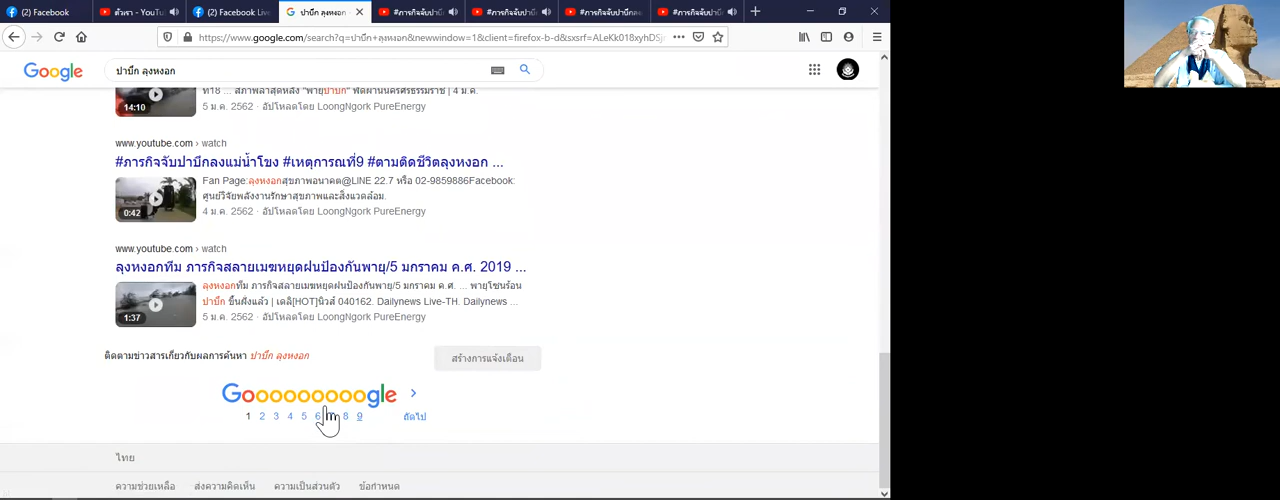 (2) Facebook
ตัวเรา - YouTu
(2) Facebook Live
ปาบึ๊ก ลุงหงอก
#ภารกิจจับปาบึ
#ภารกิจจับปาบึ
#ภารกิจจับปาบึกลง
#ภารกิจจับปาบึ
https://www.google.com/search?q=ปาบึ๊ก+ลุงหงอก&newwindow=1&client=firefox-b-d&sxsrf=ALeKk018xyhDSj
Google
ปาบึ๊ก ลุงหงอก
ที่18 ... สภาพล่าสุดหลัง "พายุปาบึก" พัดผ่านนครศรีธรรมราช | 4 ม.ค.
14:10
5 ม.ค. 2562 · อัปโหลดโดย LoongNgork PureEnergy
www.youtube.com › watch
#ภารกิจจับปาบึกลงแม่น้ำโขง #เหตุการณที่9 #ตามติดชีวิตลุงหงอก ...
Fan Page:ลุงหงอกสุขภาพอนาคต@LINE 22.7 หรือ 02-9859886Facebook:
ศูนย์วิจัยพลังงานรักษาสุขภาพและสิ่งแวดล้อม.
0:42
4 ม.ค. 2562 · อัปโหลดโดย LoongNgork PureEnergy
www.youtube.com › watch
ลุงหงอกทีม ภารกิจสลายเมฆหยุดฝนป้องกันพายุ/5 มกราคม ค.ศ. 2019 ...
ลุงหงอกทีม ภารกิจสลายเมฆหยุดฝนป้องกันพายุ/5 มกราคม ค.ศ. ... พายุโซนร้อน
ปาบึ๊ก ขึ้นฝั่งแล้ว | เดลิ[HOT]นิวส์ 040162. Dailynews Live-TH. Dailynews ...
1:37
5 ม.ค. 2562 · อัปโหลดโดย LoongNgork PureEnergy
ติดตามข่าวสารเกี่ยวกับผลการค้นหา ปาบึ๊ก ลุงหงอก
สร้างการแจ้งเตือน
Goooooooooogle
1 2 3 4 5 6 8 9 ถัดไป
ไทย
ความช่วยเหลือ ส่งความคิดเห็น ความเป็นส่วนตัว ข้อกำหนด